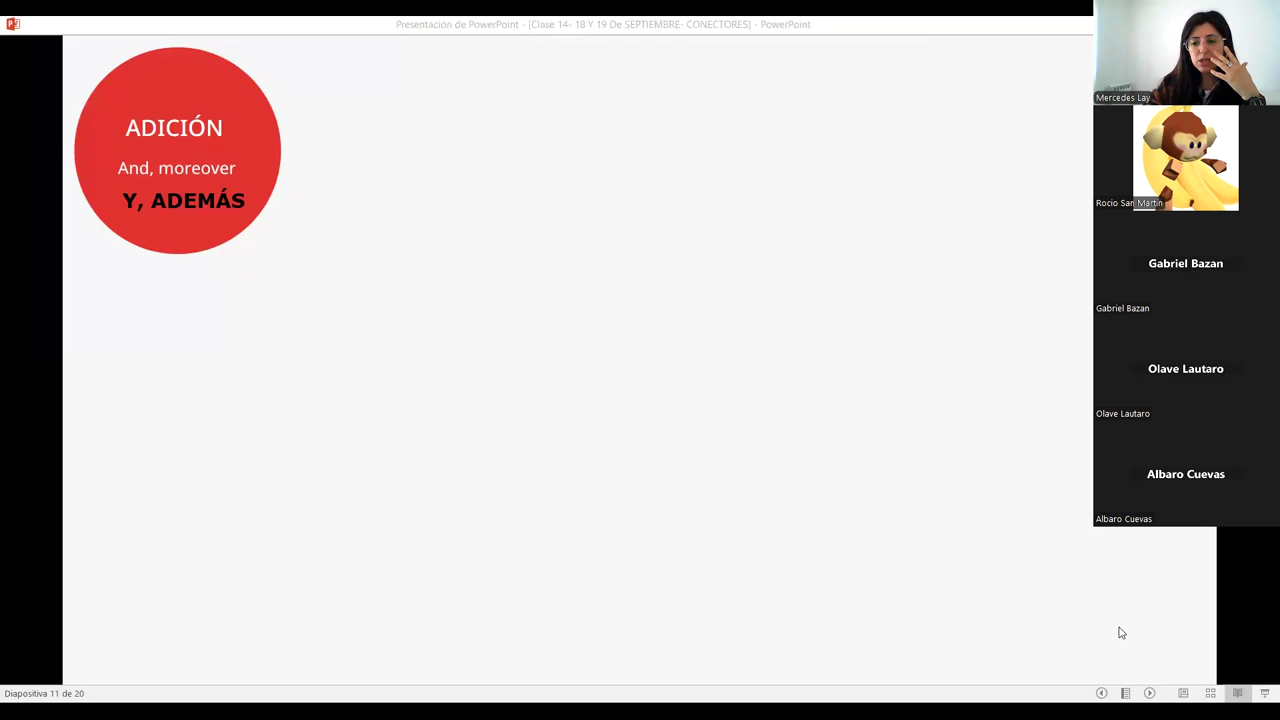 Presentación de PowerPoint - [Clase 14- 18 Y 19 De SEPTIEMBRE- CONECTORES] - PowerPoint
ADICIÓN
And, moreover
Y, ADEMÁS
Mercedes Lay
Rocio San Martin
Gabriel Bazan
Gabriel Bazan
Olave Lautaro
Olave Lautaro
Albaro Cuevas
Albaro Cuevas
Diapositiva 11 de 20